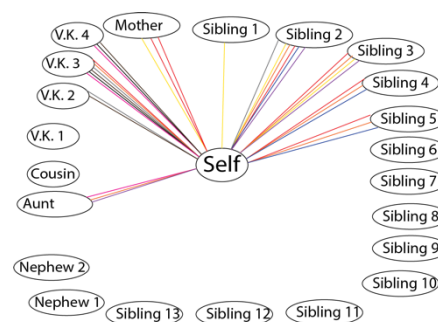 Mother
Sibling 1
Sibling 2
V.K. 4
Sibling 3
V.K. 3
Sibling 4
V.K. 2
Sibling 5
V.K. 1
Sibling 6
Self
Cousin
Sibling 7
Aunt
Sibling 8
Sibling 9
Nephew 2
Sibling 10
Nephew 1
Sibling 13
Sibling 12
Sibling 11